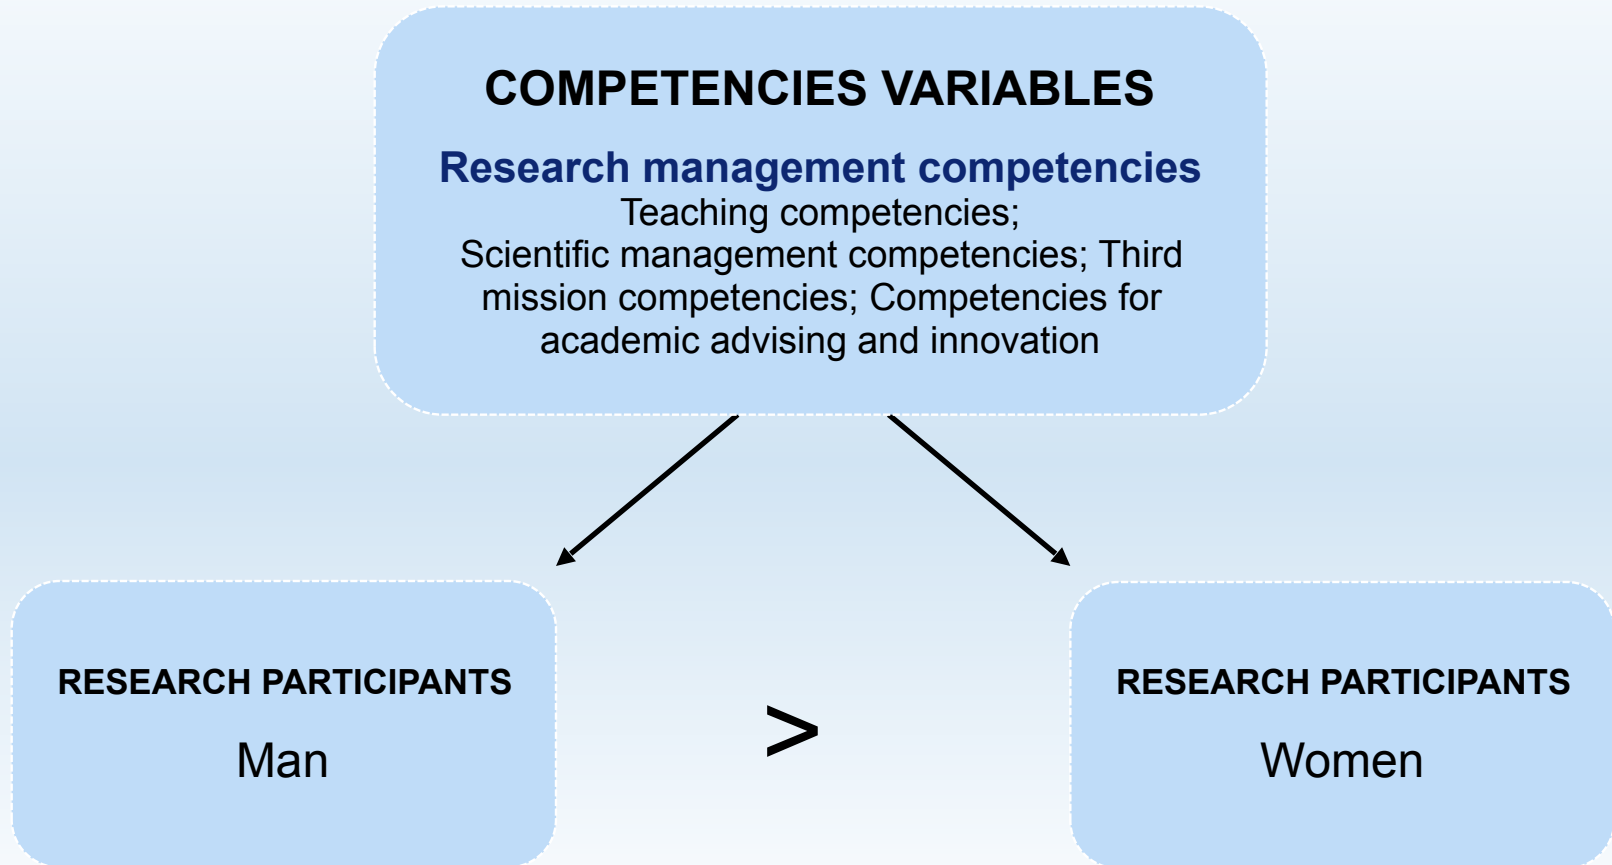 COMPETENCIES VARIABLES
Research management competencies
Teaching competencies;
Scientific management competencies; Third
mission competencies; Competencies for
academic advising and innovation
RESEARCH PARTICIPANTS
Man
>
RESEARCH PARTICIPANTS
Women